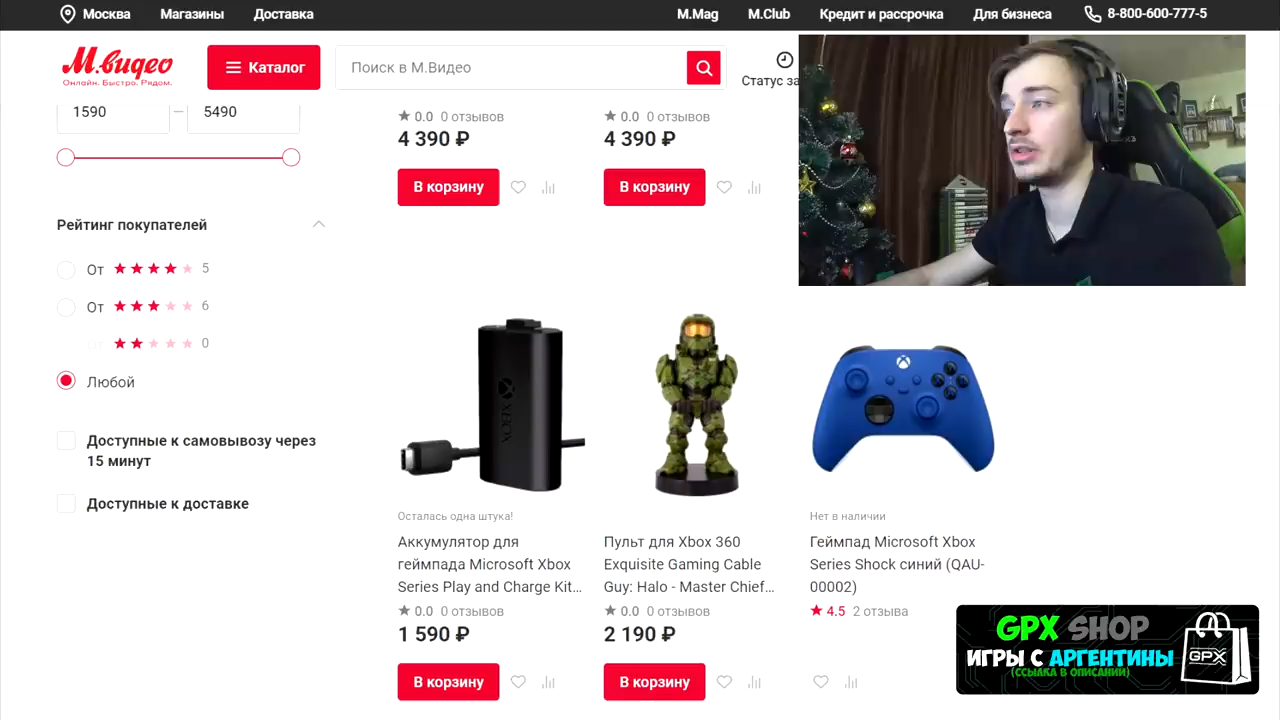 Москва Магазины Доставка M.Mag M.Club Кредит и рассрочка Для бизнеса 8-800-600-777-5
М.видео
Онлайн. Быстро. Рядом.
Каталог
Поиск в М.Видео
Статус за
1590 — 5490
Рейтинг покупателей
От 5
От 6
От 0
Любой
Доступные к самовывозу через
15 минут
Доступные к доставке
0.0 0 отзывов
4 390 ₽
В корзину
0.0 0 отзывов
4 390 ₽
В корзину
XBOX
Осталась одна штука!
Аккумулятор для
геймпада Microsoft Xbox
Series Play and Charge Kit...
0.0 0 отзывов
1 590 ₽
В корзину
Пульт для Xbox 360
Exquisite Gaming Cable
Guy: Halo - Master Chief...
0.0 0 отзывов
2 190 ₽
В корзину
Нет в наличии
Геймпад Microsoft Xbox
Series Shock синий (QAU-
00002)
4.5 2 отзыва
GPX SHOP
ИГРЫ С АРГЕНТИНЫ
(ССЫЛКА В ОПИСАНИИ)
GPX